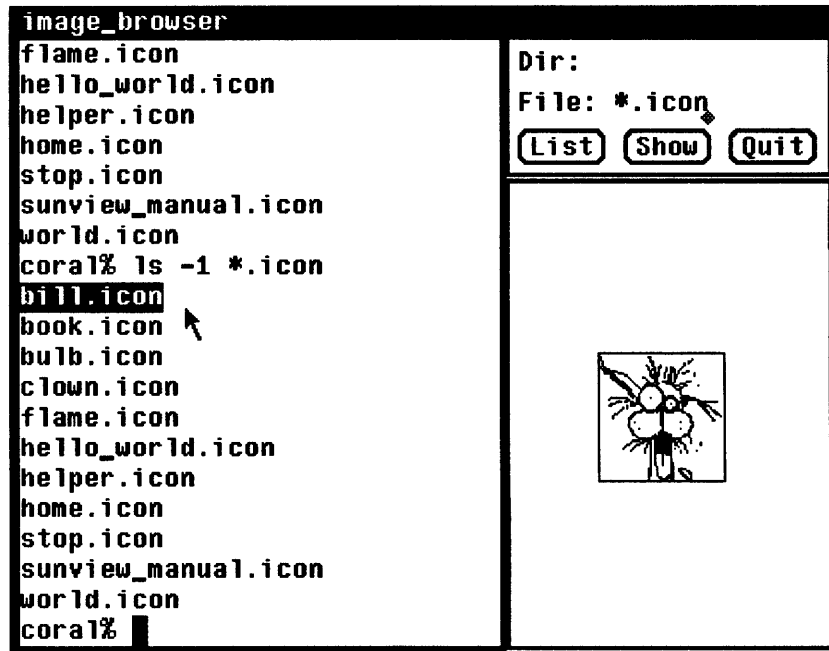 image_browser
flame.icon
hello_world.icon
helper.icon
home.icon
stop.icon
sunview_manual.icon
world.icon
coral% ls -1 *.icon
bill.icon
book.icon
bulb.icon
clown.icon
flame.icon
hello_world.icon
helper.icon
home.icon
stop.icon
sunview_manual.icon
world.icon
coral%
Dir:
File: *.icon
List Show Quit